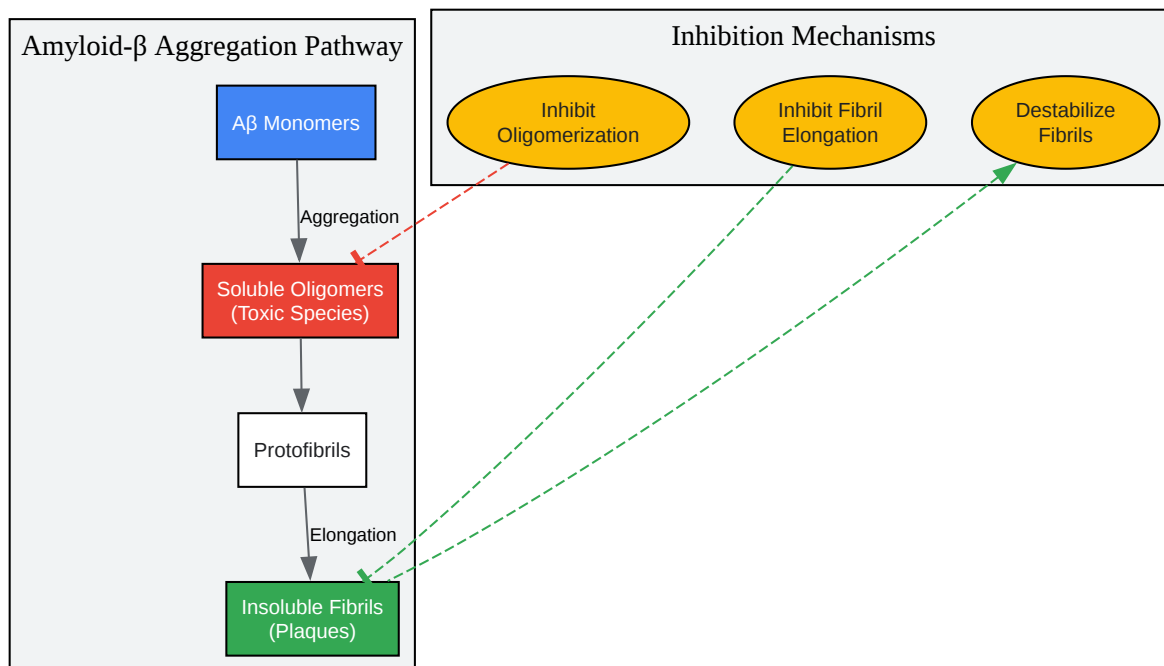 Amyloid-β Aggregation Pathway
Aβ Monomers
Aggregation
Soluble Oligomers
(Toxic Species)
Protofibrils
Elongation
Insoluble Fibrils
(Plaques)
Inhibition Mechanisms
Inhibit
Oligomerization
Inhibit Fibril
Elongation
Destabilize
Fibrils